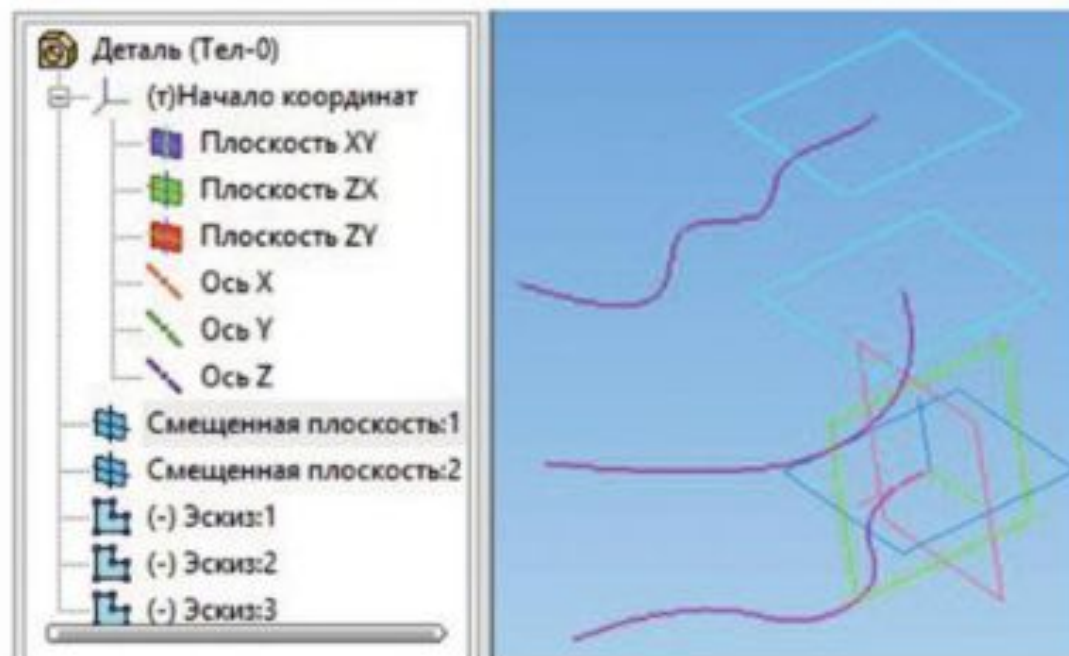 Деталь (Тел-0)
(т)Начало координат
Плоскость XY
Плоскость ZX
Плоскость ZY
Ось X
Ось Y
Ось Z
Смещенная плоскость:1
Смещенная плоскость:2
(-) Эскиз:1
(-) Эскиз:2
(-) Эскиз:3